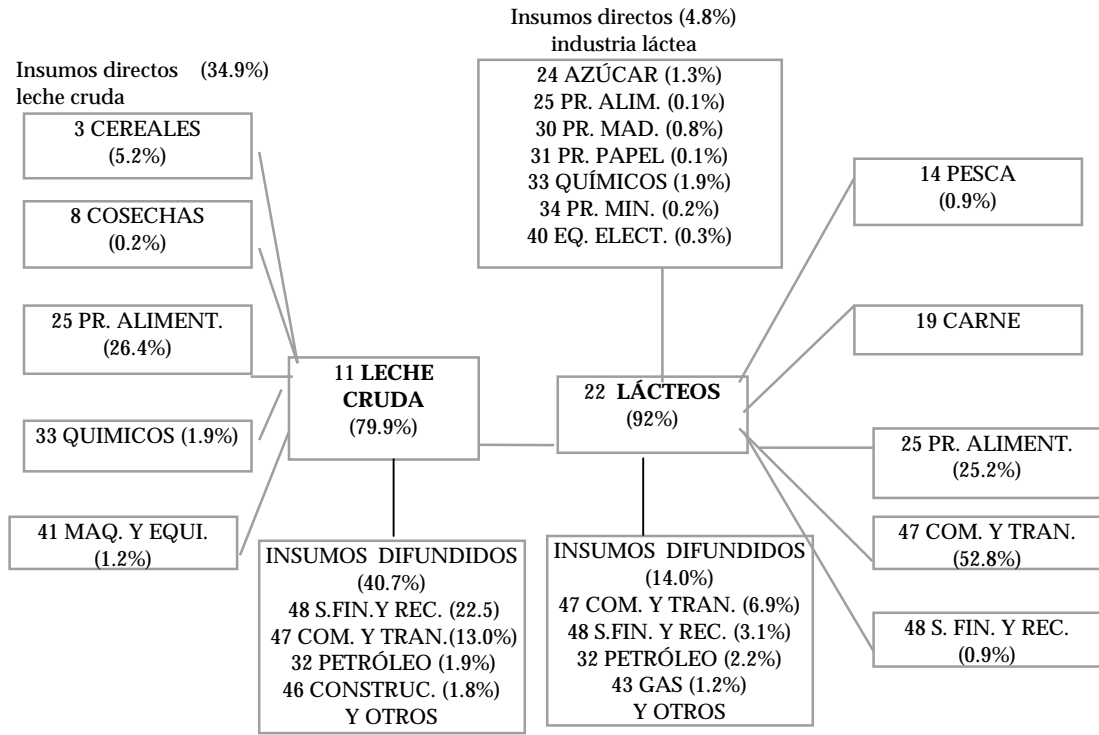 Insumos directos (4.8%)
industria láctea
24 AZÚCAR (1.3%)
25 PR. ALIM. (0.1%)
30 PR. MAD. (0.8%)
31 PR. PAPEL (0.1%)
33 QUÍMICOS (1.9%)
34 PR. MIN. (0.2%)
40 EQ. ELECT. (0.3%)
Insumos directos (34.9%)
leche cruda
3 CEREALES
(5.2%)
8 COSECHAS
(0.2%)
25 PR. ALIMENT.
(26.4%)
33 QUIMICOS (1.9%)
41 MAQ. Y EQUI.
(1.2%)
11 LECHE
CRUDA
(79.9%)
22 LÁCTEOS
(92%)
14 PESCA
(0.9%)
19 CARNE
25 PR. ALIMENT.
(25.2%)
47 COM. Y TRAN.
(52.8%)
48 S. FIN. Y REC.
(0.9%)
INSUMOS DIFUNDIDOS
(40.7%)
48 S.FIN.Y REC. (22.5)
47 COM. Y TRAN.(13.0%)
32 PETRÓLEO (1.9%)
46 CONSTRUC. (1.8%)
Y OTROS
INSUMOS DIFUNDIDOS
(14.0%)
47 COM. Y TRAN. (6.9%)
48 S.FIN. Y REC. (3.1%)
32 PETRÓLEO (2.2%)
43 GAS (1.2%)
Y OTROS